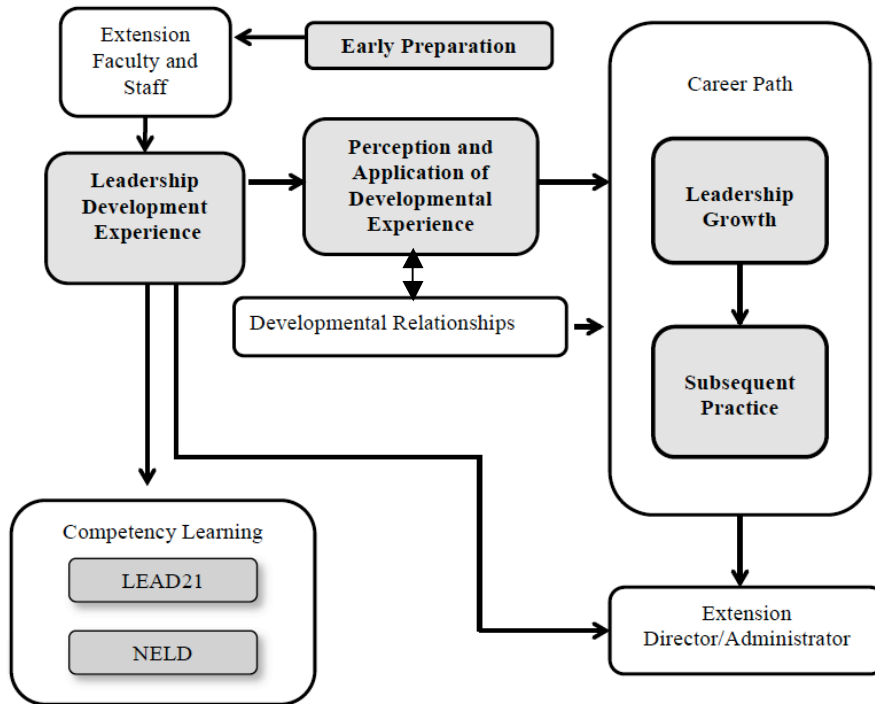 Extension
Faculty and
Staff
Early Preparation
Career Path
Leadership
Development
Experience
Perception and
Application of
Developmental
Experience
Leadership
Growth
Developmental Relationships
Subsequent
Practice
Competency Learning
LEAD21
NELD
Extension
Director/Administrator